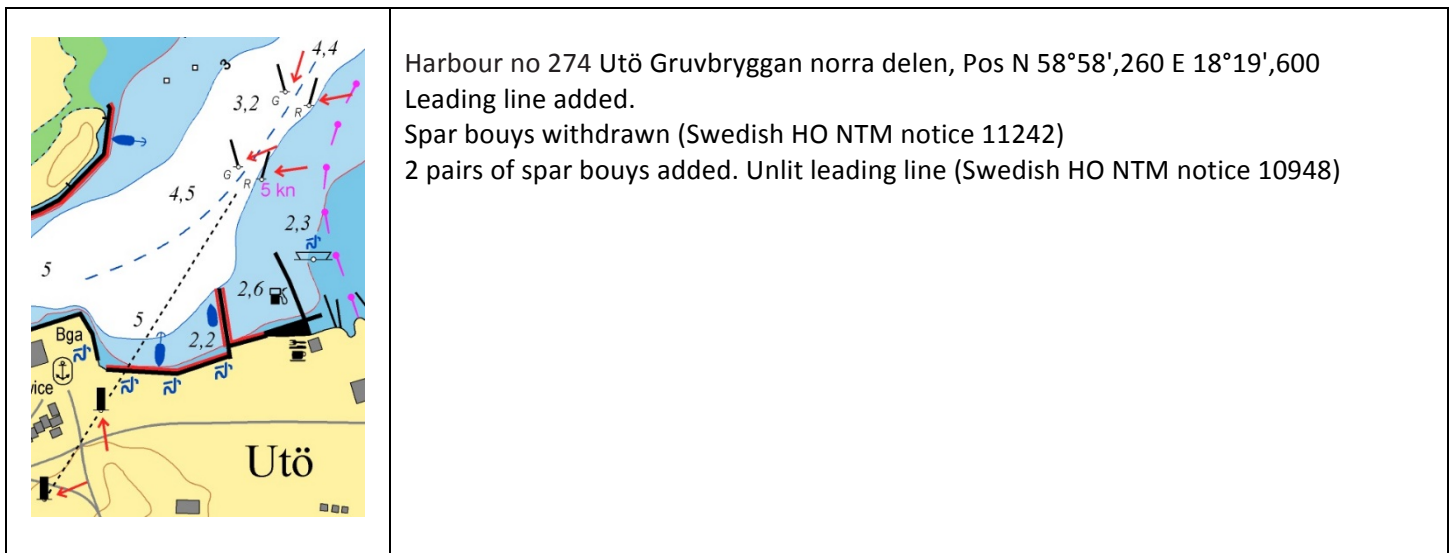 4,4
3,2
G
R
G
R
5 kn
4,5
2,3
5
2,6
5
2,2
Bga
vice
Utö
Harbour no 274 Utö Gruvbryggan norra delen, Pos N 58°58',260 E 18°19',600
Leading line added.
Spar bouys withdrawn (Swedish HO NTM notice 11242)
2 pairs of spar bouys added. Unlit leading line (Swedish HO NTM notice 10948)